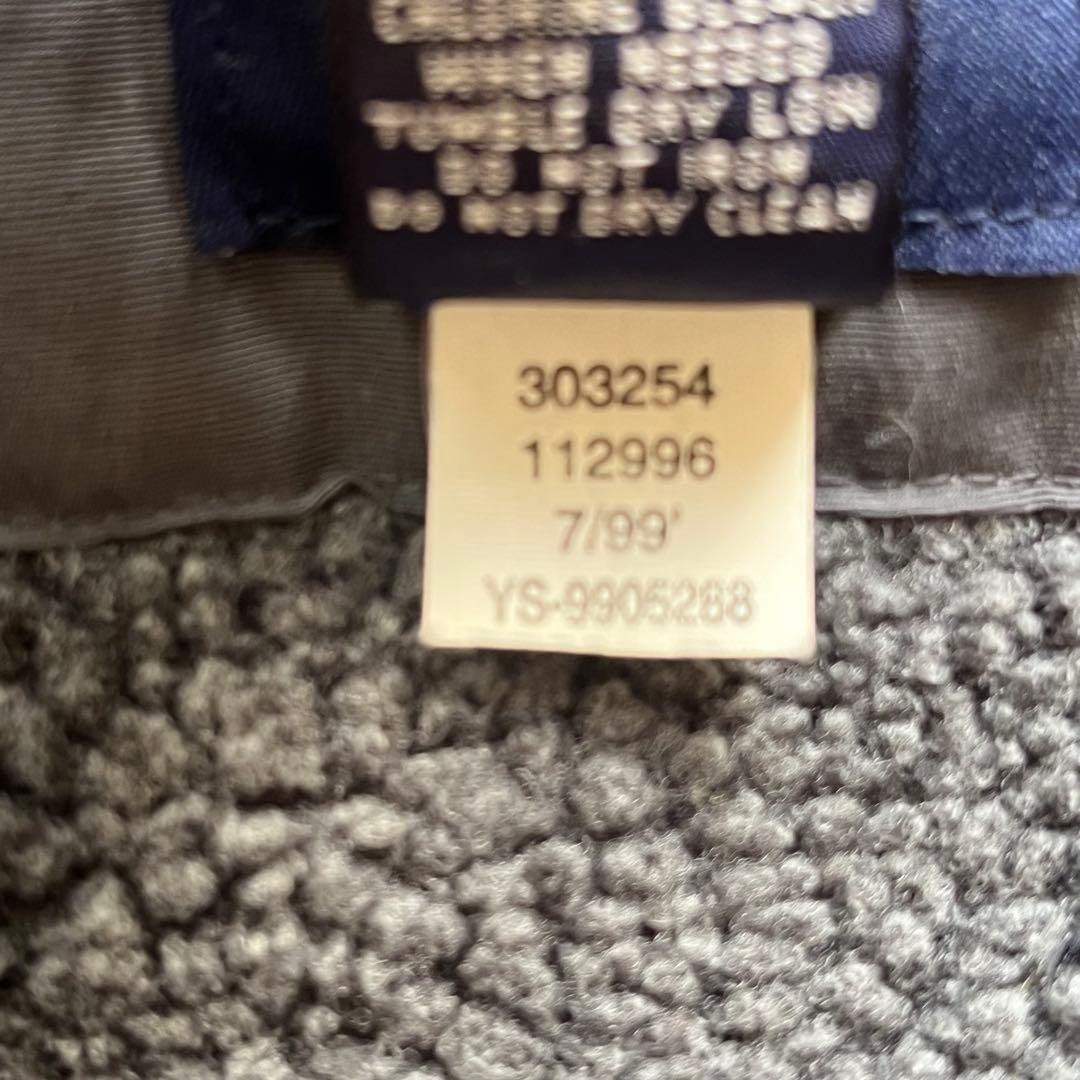 WHEN NEEDED
TUMBLE DRY LOW
DO NOT IRON
DO NOT DRY CLEAN
303254
112996
7/99'
YS-9905288